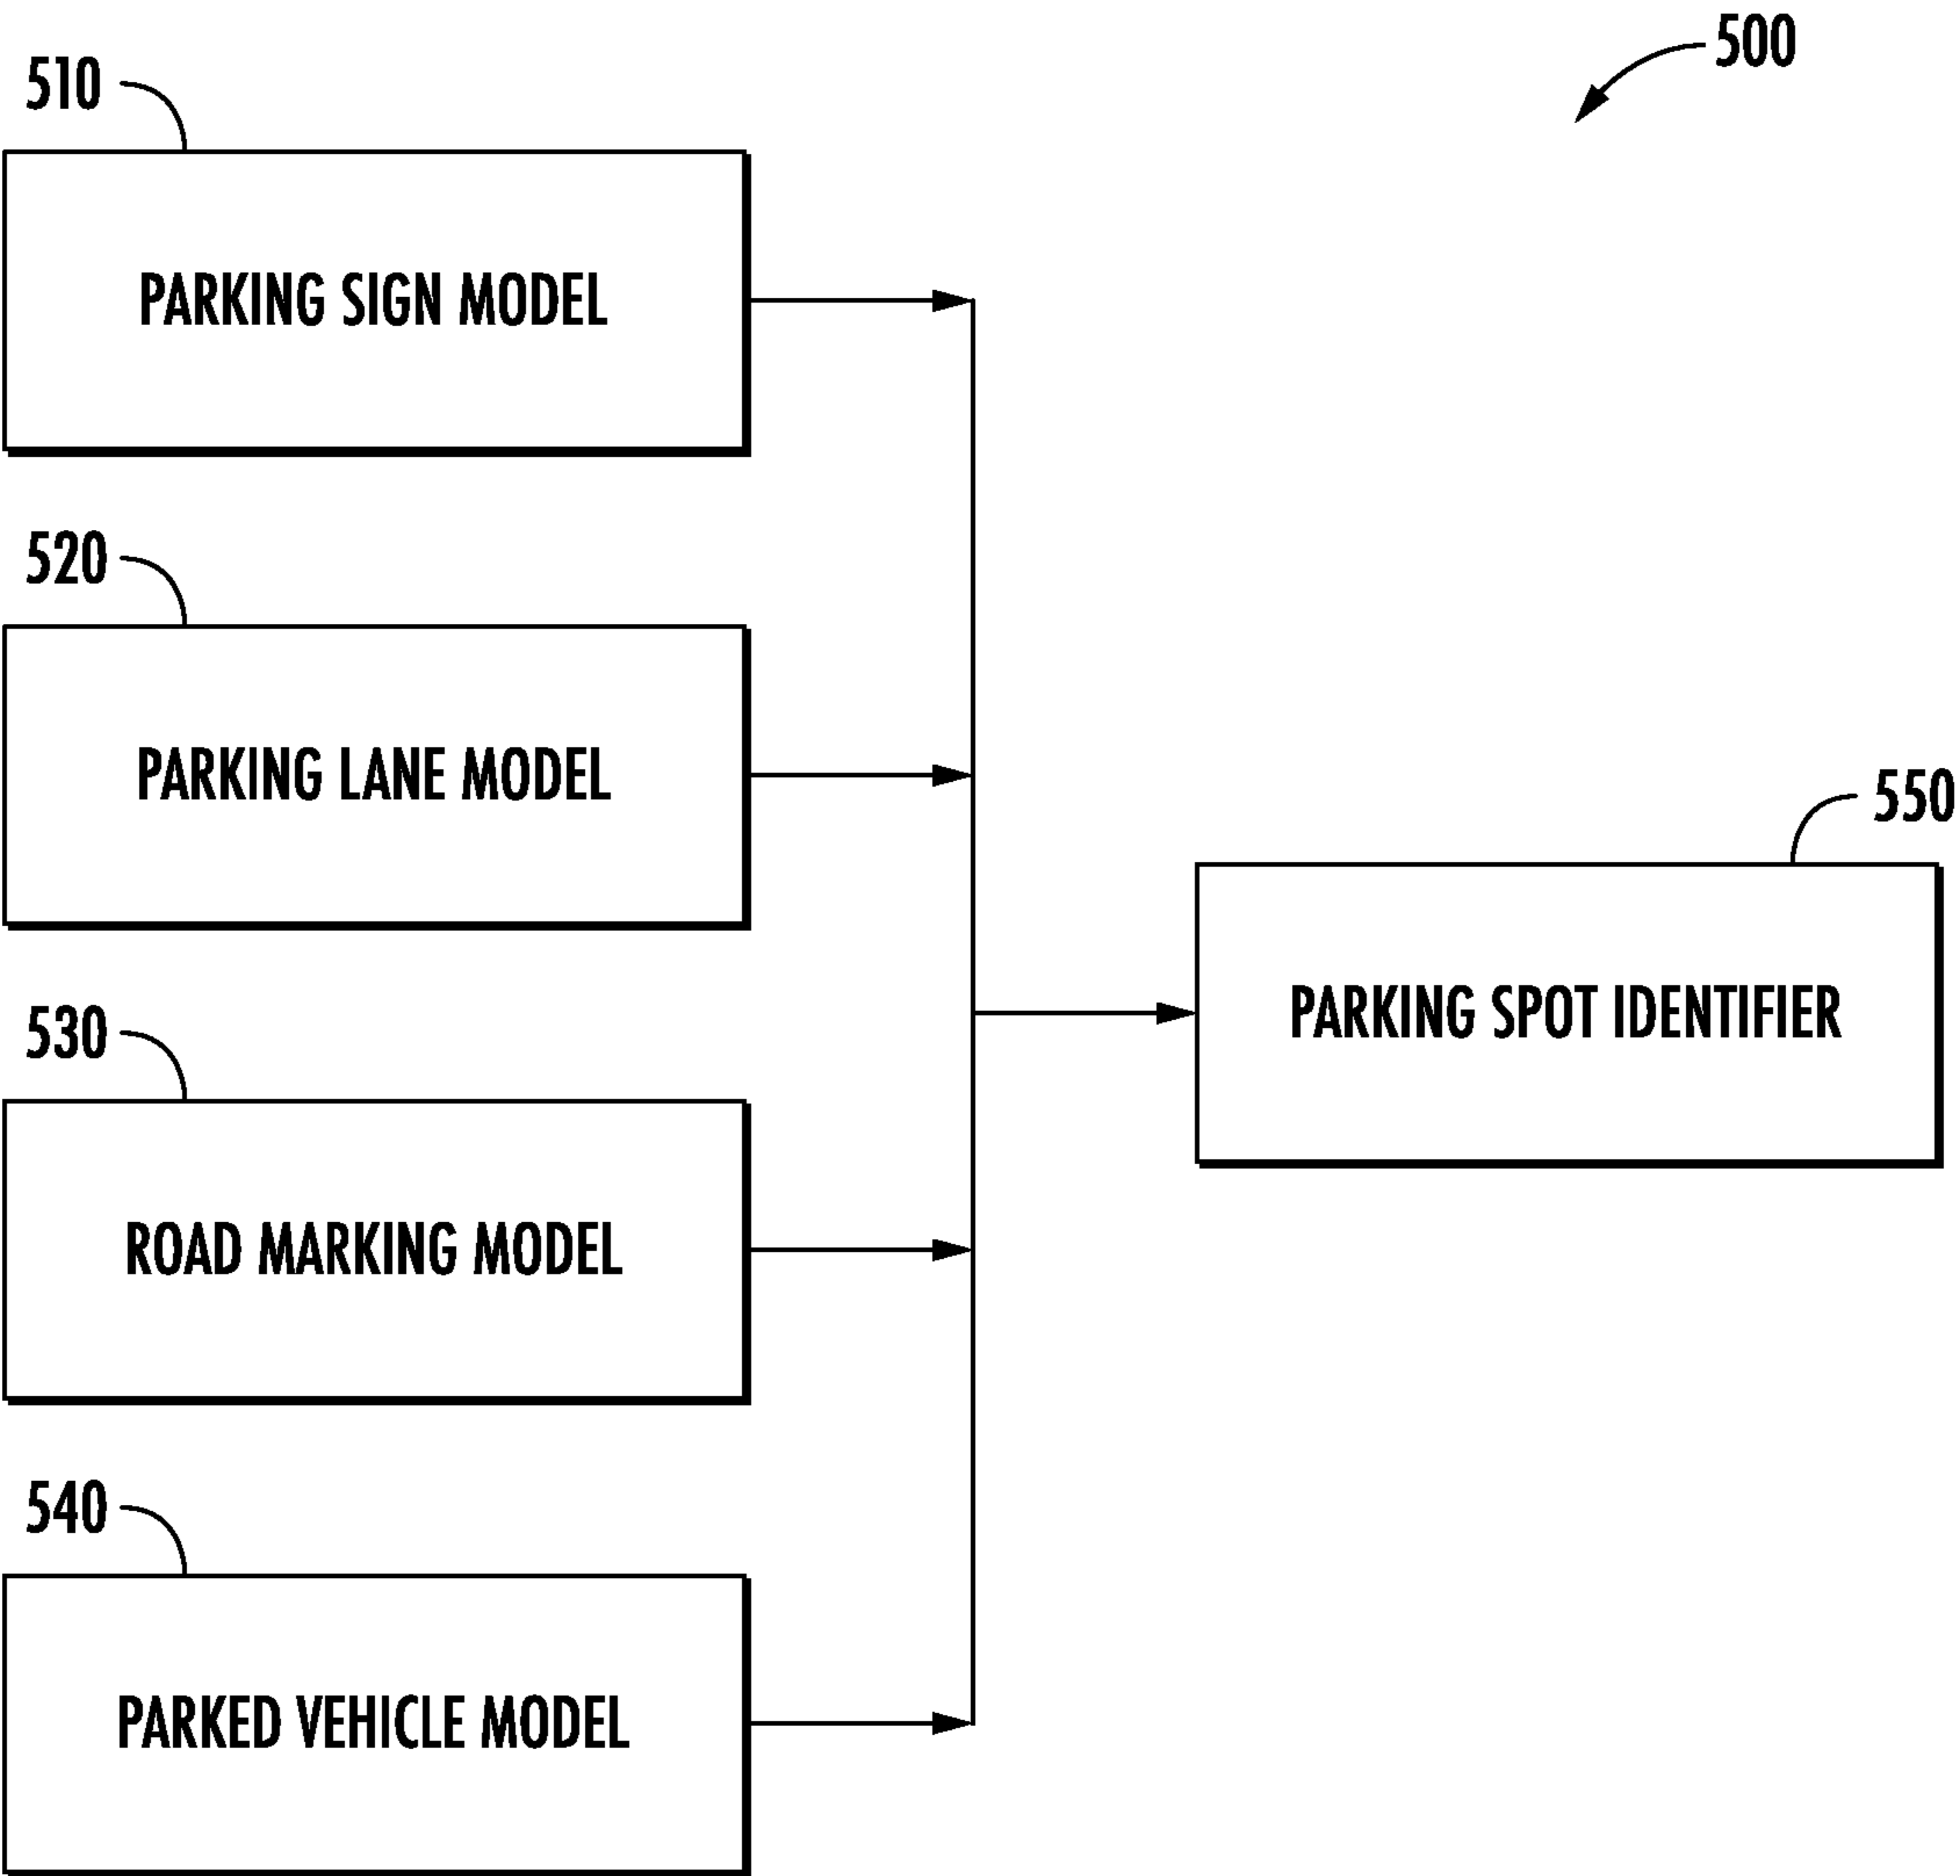 500
510
PARKING SIGN MODEL
520
PARKING LANE MODEL
550
PARKING SPOT IDENTIFIER
530
ROAD MARKING MODEL
540
PARKED VEHICLE MODEL